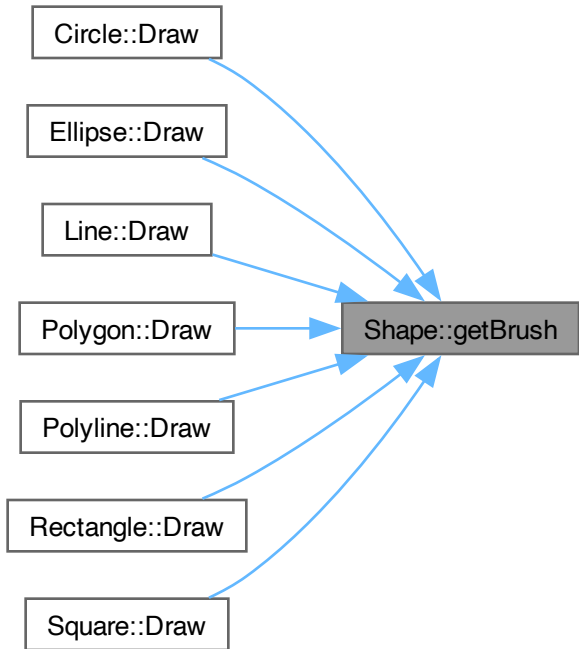 Circle::Draw
Ellipse::Draw
Line::Draw
Polygon::Draw
Shape::getBrush
Polyline::Draw
Rectangle::Draw
Square::Draw